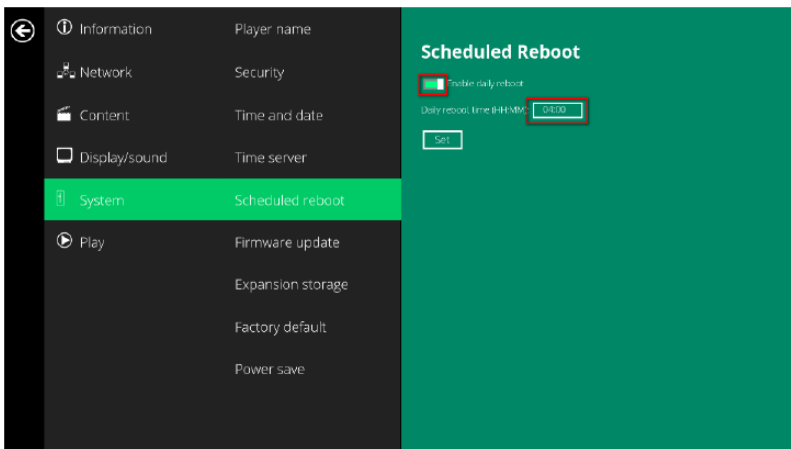 Information
Network
Content
Display/sound
System
Play
Player name
Security
Time and date
Time server
Scheduled reboot
Firmware update
Expansion storage
Factory default
Power save
Scheduled Reboot
Enable daily reboot
Daily reboot time (HH:MM)
04:00
Set